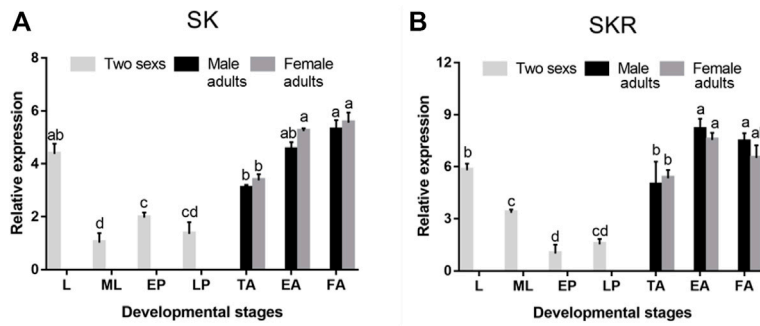 A
SK
Relative expression
8
6
4
2
0
Two sexs
Male adults
Female adults
ab
d
c
cd
b
b
ab
a
a
a
L
ML
EP
LP
TA
EA
FA
Developmental stages
B
SKR
Relative expression
12
9
6
3
0
Two sexs
Male adults
Female adults
b
c
d
cd
b
b
a
a
a
L
ML
EP
LP
TA
EA
FA
Developmental stages